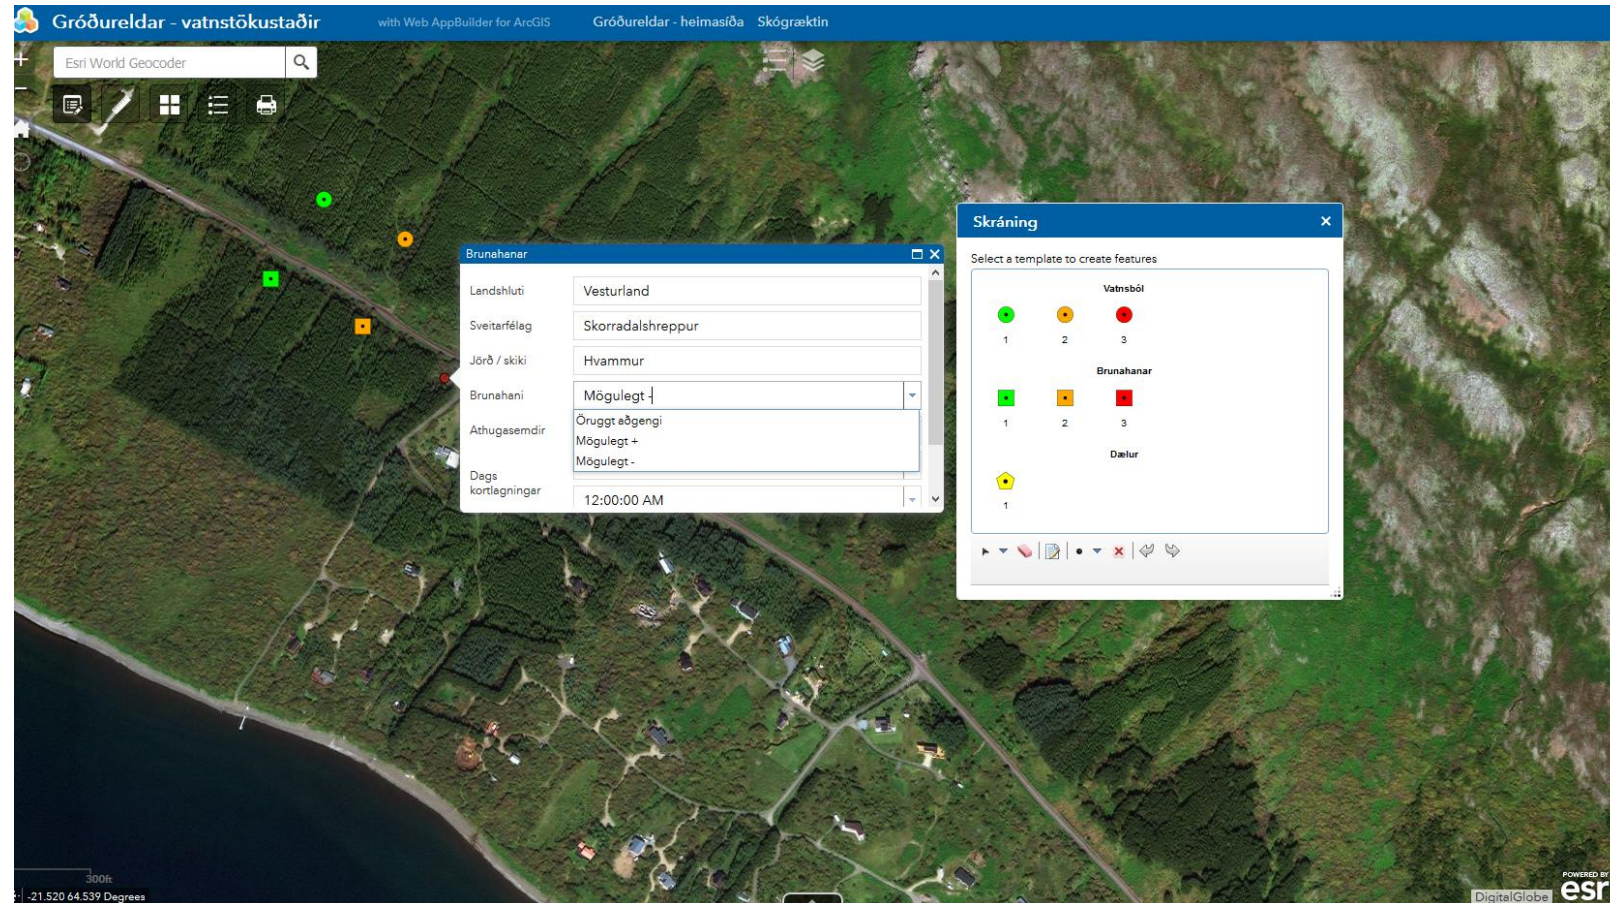 Gróðureldar - vatnstökustaðir
with Web AppBuilder for ArcGIS
Gróðureldar - heimasíða
Skógræktin
Esri World Geocoder
Brunahanar
Landshluti
Vesturland
Sveitarfélag
Skorradalshreppur
Jörð / skiki
Hvammur
Brunahani
Mögulegt -
Öruggt aðgengi
Mögulegt +
Mögulegt -
Athugasemdir
Dags
kortlagningar
12:00:00 AM
Skráning
Select a template to create features
Vatnsból
1 2 3
Brunahanar
1 2 3
Dælur
1
300ft
-21.520 64.539 Degrees
DigitalGlobe
POWERED BY
esri